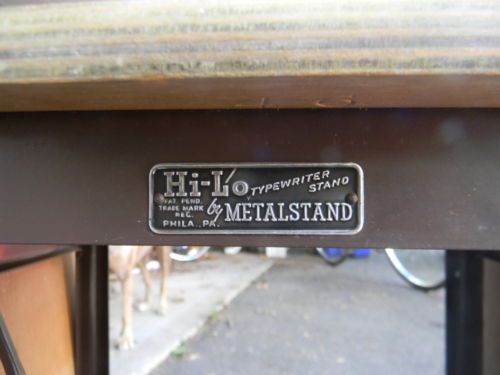 Hi-Lo TYPEWRITER STAND
PAT. PEND.
TRADE MARK
REG.
by METALSTAND
PHILA., PA.